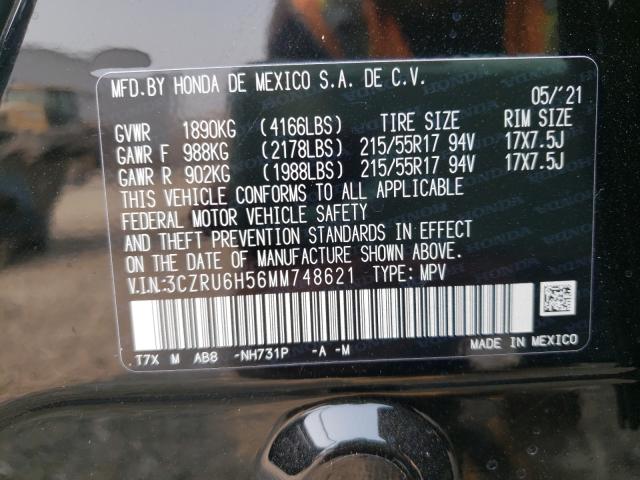 MFD.BY HONDA DE MEXICO S.A. DE C.V.
05/'21
GVWR 1890KG (4166LBS) TIRE SIZE RIM SIZE
GAWR F 988KG (2178LBS) 215/55R17 94V 17X7.5J
GAWR R 902KG (1988LBS) 215/55R17 94V 17X7.5J
THIS VEHICLE CONFORMS TO ALL APPLICABLE
FEDERAL MOTOR VEHICLE SAFETY
AND THEFT PREVENTION STANDARDS IN EFFECT
ON THE DATE OF MANUFACTURE SHOWN ABOVE.
V.I.N.:3CZRU6H56MM748621 TYPE: MPV
T7X M AB8 -NH731P -A -M
MADE IN MEXICO